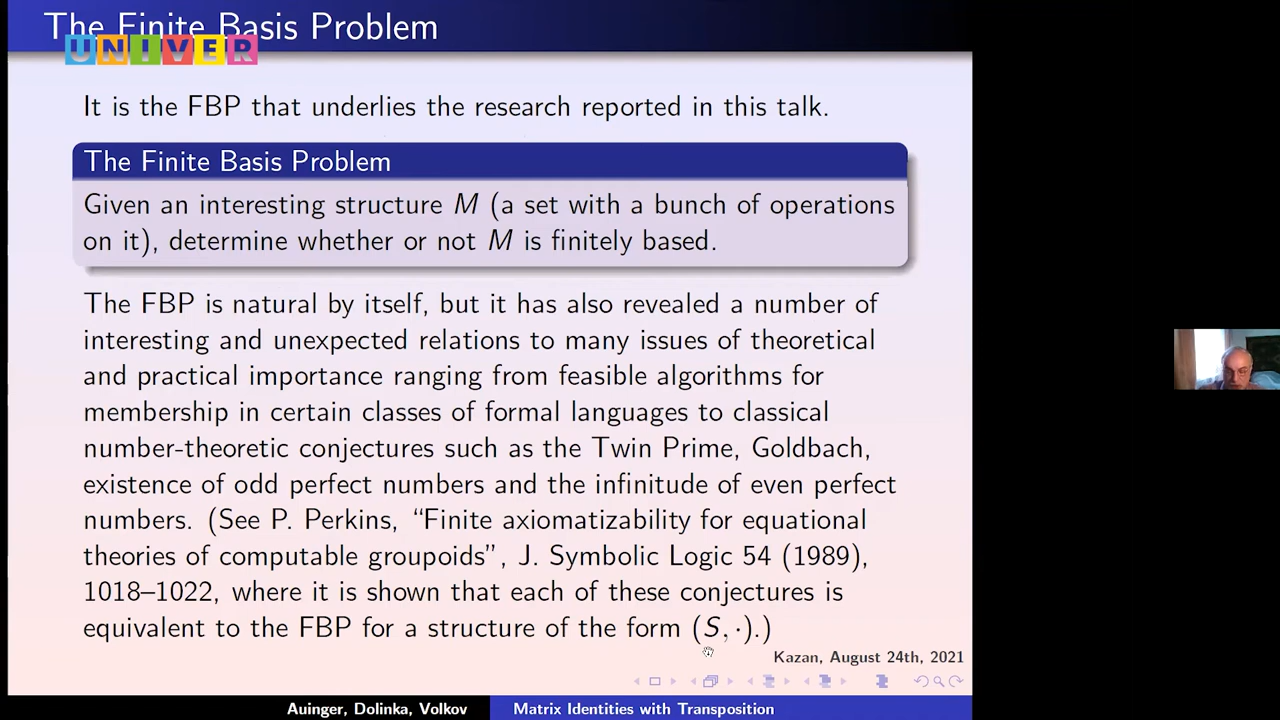 The Finite Basis Problem
UNIVER
It is the FBP that underlies the research reported in this talk.
The Finite Basis Problem
Given an interesting structure M (a set with a bunch of operations
on it), determine whether or not M is finitely based.
The FBP is natural by itself, but it has also revealed a number of
interesting and unexpected relations to many issues of theoretical
and practical importance ranging from feasible algorithms for
membership in certain classes of formal languages to classical
number-theoretic conjectures such as the Twin Prime, Goldbach,
existence of odd perfect numbers and the infinitude of even perfect
numbers. (See P. Perkins, “Finite axiomatizability for equational
theories of computable groupoids”, J. Symbolic Logic 54 (1989),
1018–1022, where it is shown that each of these conjectures is
equivalent to the FBP for a structure of the form (S, ·).)
Kazan, August 24th, 2021
Auinger, Dolinka, Volkov
Matrix Identities with Transposition